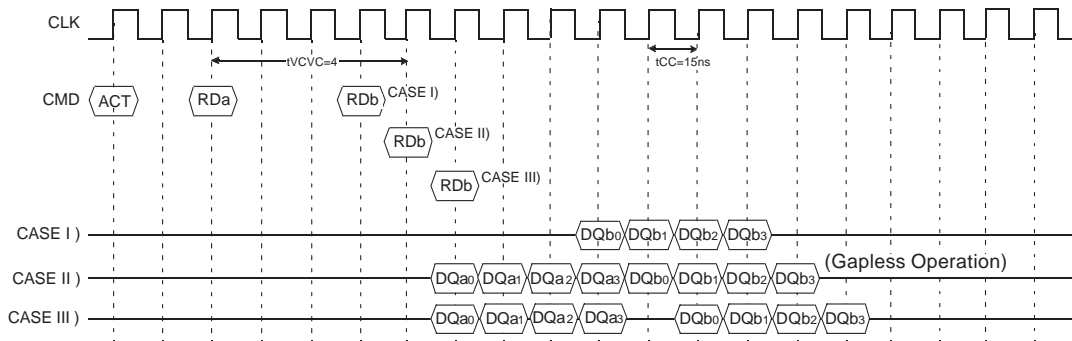 CLK
tVCVC=4
tCC=15ns
CMD ACT RDa RDb CASE I)
RDb CASE II)
RDb CASE III)
CASE I ) DQb0 DQb1 DQb2 DQb3
(Gapless Operation)
CASE II ) DQa0 DQa1 DQa2 DQa3 DQb0 DQb1 DQb2 DQb3
CASE III ) DQa0 DQa1 DQa2 DQa3 DQb0 DQb1 DQb2 DQb3